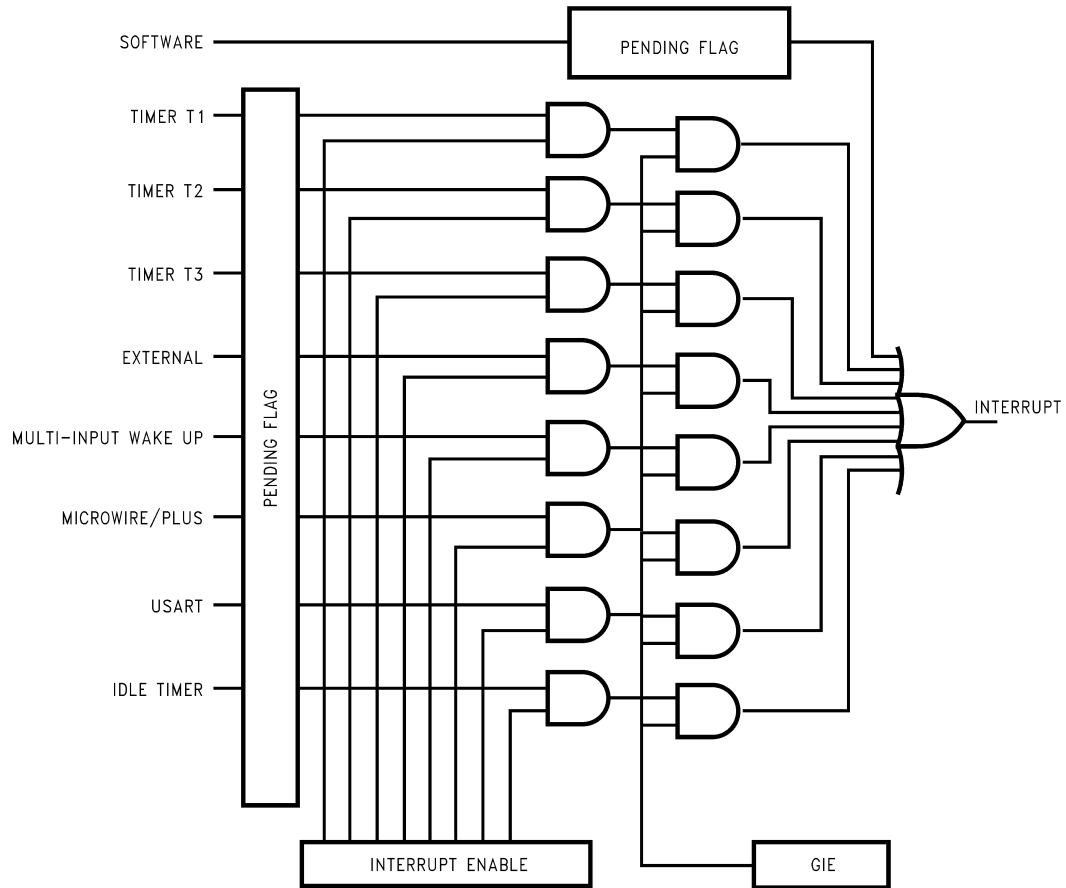 SOFTWARE
PENDING FLAG
TIMER T1
TIMER T2
TIMER T3
EXTERNAL
MULTI-INPUT WAKE UP
MICROWIRE/PLUS
USART
IDLE TIMER
PENDING FLAG
INTERRUPT
INTERRUPT ENABLE
GIE